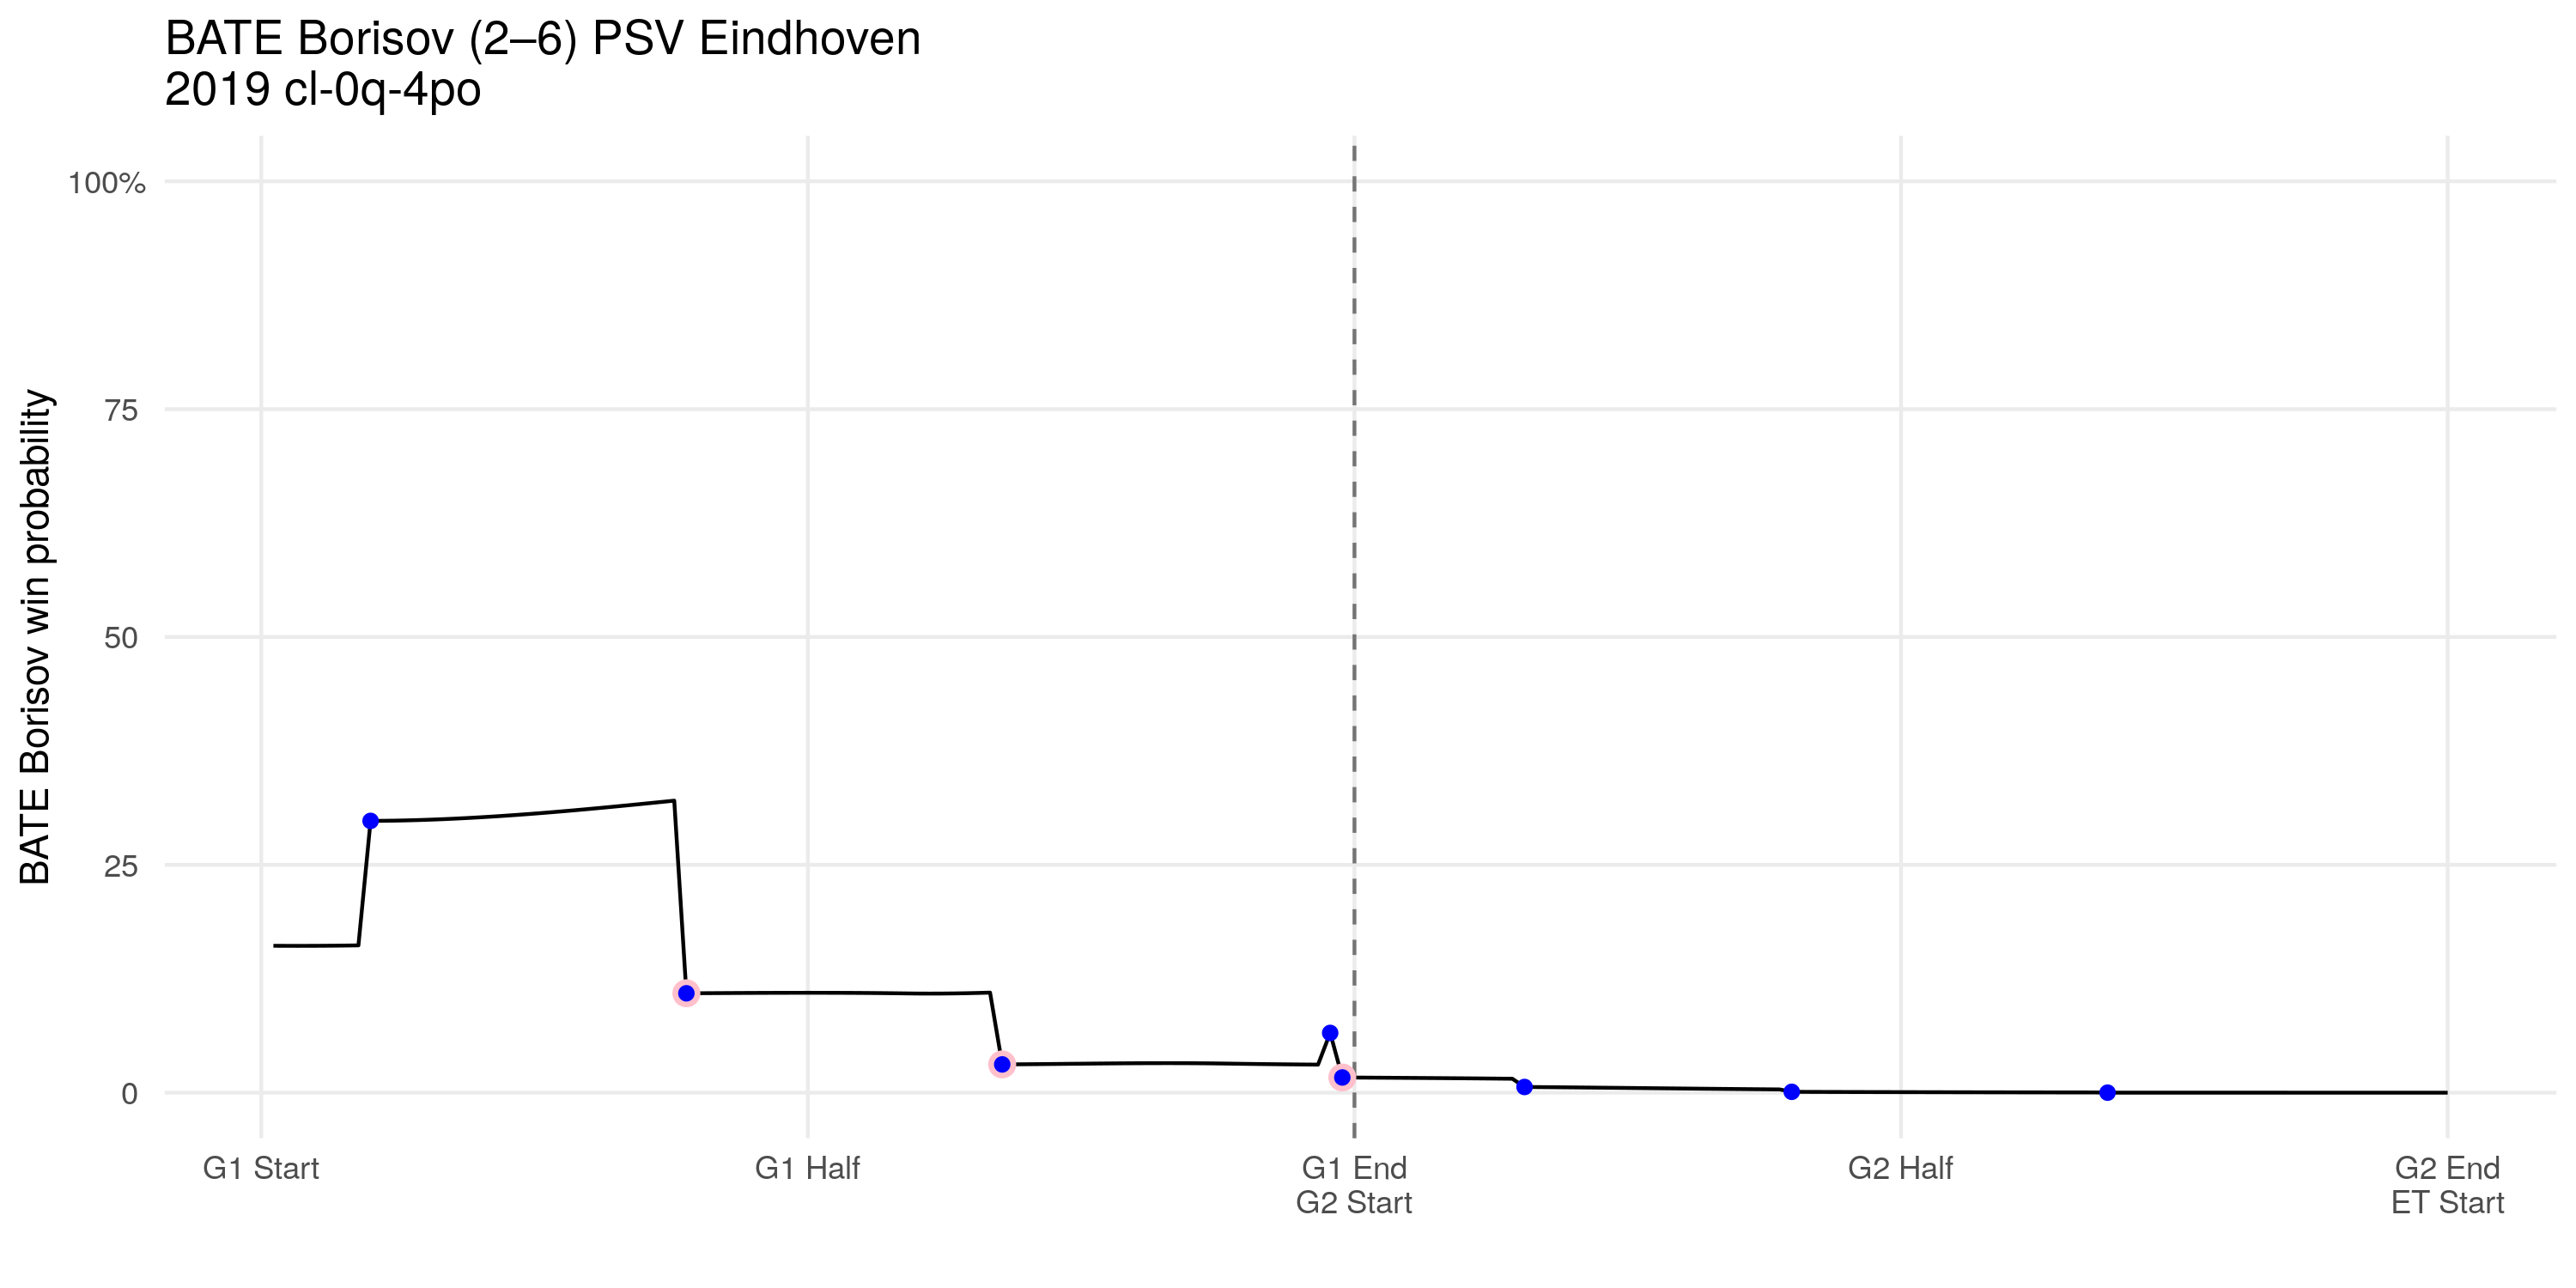 BATE Borisov (2–6) PSV Eindhoven
2019 cl-0q-4po
BATE Borisov win probability
100%
75
50
25
0
G1 Start
G1 Half
G1 End
G2 Start
G2 Half
G2 End
ET Start